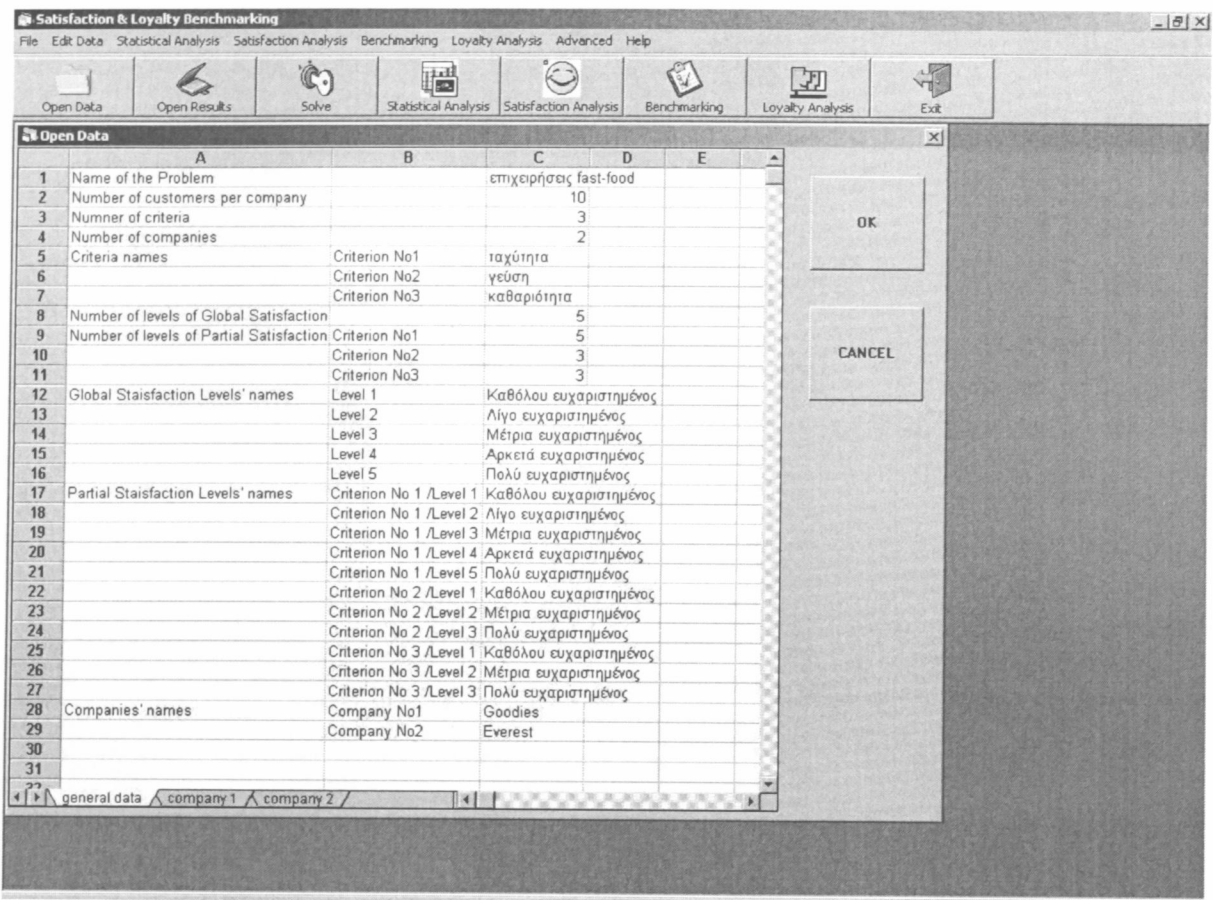 Satisfaction & Loyalty Benchmarking
File Edit Data Statistical Analysis Satisfaction Analysis Benchmarking Loyalty Analysis Advanced Help
Open Data Open Results Solve Statistical Analysis Satisfaction Analysis Benchmarking Loyalty Analysis Exit
Open Data
A B C D E
1 Name of the Problem επιχειρήσεις fast-food
2 Number of customers per company 10
3 Numner of criteria 3
4 Number of companies 2
5 Criteria names Criterion No1 ταχύτητα
6 Criterion No2 γεύση
7 Criterion No3 καθαριότητα
8 Number of levels of Global Satisfaction 5
9 Number of levels of Partial Satisfaction Criterion No1 5
10 Criterion No2 3
11 Criterion No3 3
12 Global Staisfaction Levels' names Level 1 Καθόλου ευχαριστημένος
13 Level 2 Λίγο ευχαριστημένος
14 Level 3 Μέτρια ευχαριστημένος
15 Level 4 Αρκετά ευχαριστημένος
16 Level 5 Πολύ ευχαριστημένος
17 Partial Staisfaction Levels' names Criterion No 1 /Level 1 Καθόλου ευχαριστημένος
18 Criterion No 1 /Level 2 Λίγο ευχαριστημένος
19 Criterion No 1 /Level 3 Μέτρια ευχαριστημένος
20 Criterion No 1 /Level 4 Αρκετά ευχαριστημένος
21 Criterion No 1 /Level 5 Πολύ ευχαριστημένος
22 Criterion No 2 /Level 1 Καθόλου ευχαριστημένος
23 Criterion No 2 /Level 2 Μέτρια ευχαριστημένος
24 Criterion No 2 /Level 3 Πολύ ευχαριστημένος
25 Criterion No 3 /Level 1 Καθόλου ευχαριστημένος
26 Criterion No 3 /Level 2 Μέτρια ευχαριστημένος
27 Criterion No 3 /Level 3 Πολύ ευχαριστημένος
28 Companies' names Company No1 Goodies
29 Company No2 Everest
30
31
32
general data company 1 company 2
OK
CANCEL